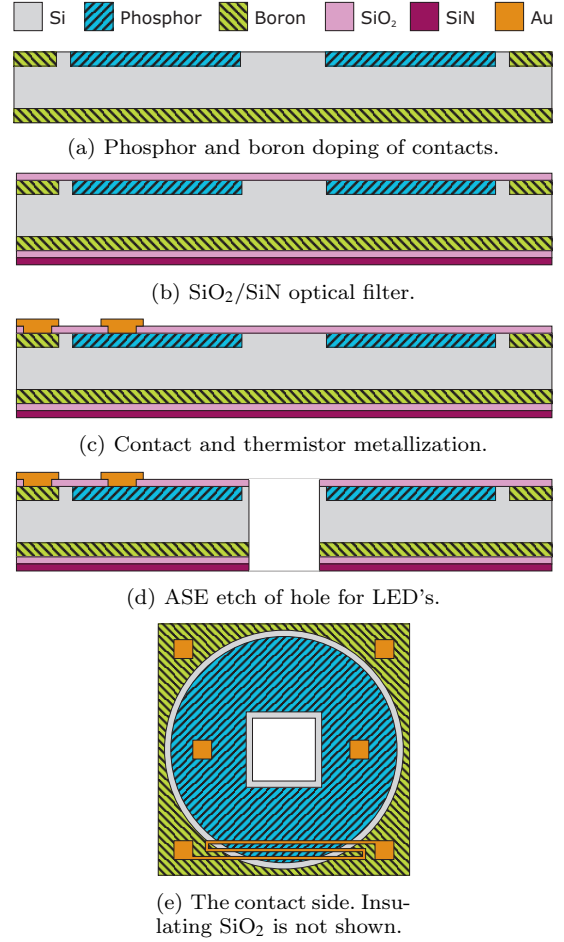 Si Phosphor Boron SiO₂ SiN Au
(a) Phosphor and boron doping of contacts.
(b) SiO₂/SiN optical filter.
(c) Contact and thermistor metallization.
(d) ASE etch of hole for LED's.
(e) The contact side. Insu-
lating SiO₂ is not shown.